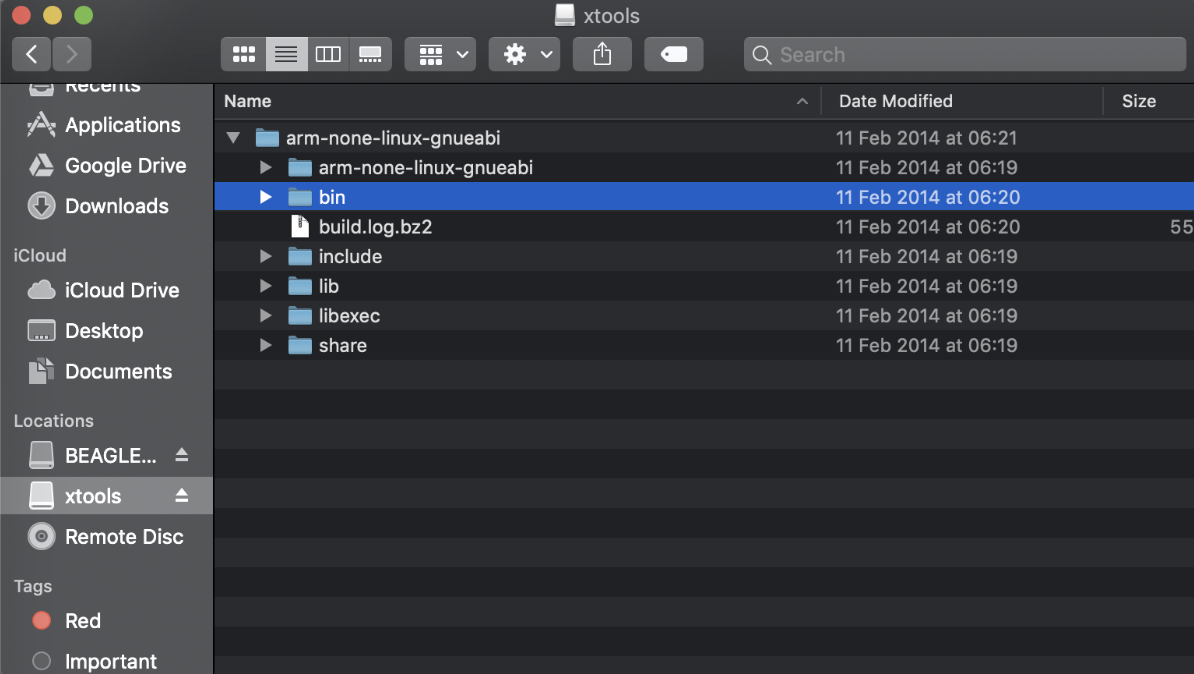 xtools
Search
Recents
Applications
Google Drive
Downloads
iCloud
iCloud Drive
Desktop
Documents
Locations
BEAGLE...
xtools
Remote Disc
Tags
Red
Important
Name Date Modified Size
arm-none-linux-gnueabi 11 Feb 2014 at 06:21
arm-none-linux-gnueabi 11 Feb 2014 at 06:19
bin 11 Feb 2014 at 06:20
build.log.bz2 11 Feb 2014 at 06:20 55
include 11 Feb 2014 at 06:19
lib 11 Feb 2014 at 06:19
libexec 11 Feb 2014 at 06:19
share 11 Feb 2014 at 06:19